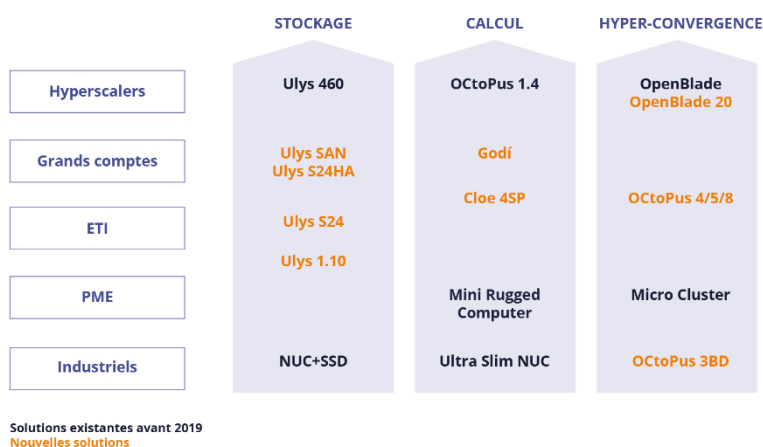 STOCKAGE CALCUL HYPER-CONVERGENCE
Hyperscalers Ulys 460 OCtoPus 1.4 OpenBlade
OpenBlade 20
Grands comptes Ulys SAN Godí
Ulys S24HA
Cloe 4SP OCtoPus 4/5/8
ETI Ulys S24
Ulys 1.10
PME Mini Rugged Micro Cluster
Computer
Industriels NUC+SSD Ultra Slim NUC OCtoPus 3BD
Solutions existantes avant 2019
Nouvelles solutions